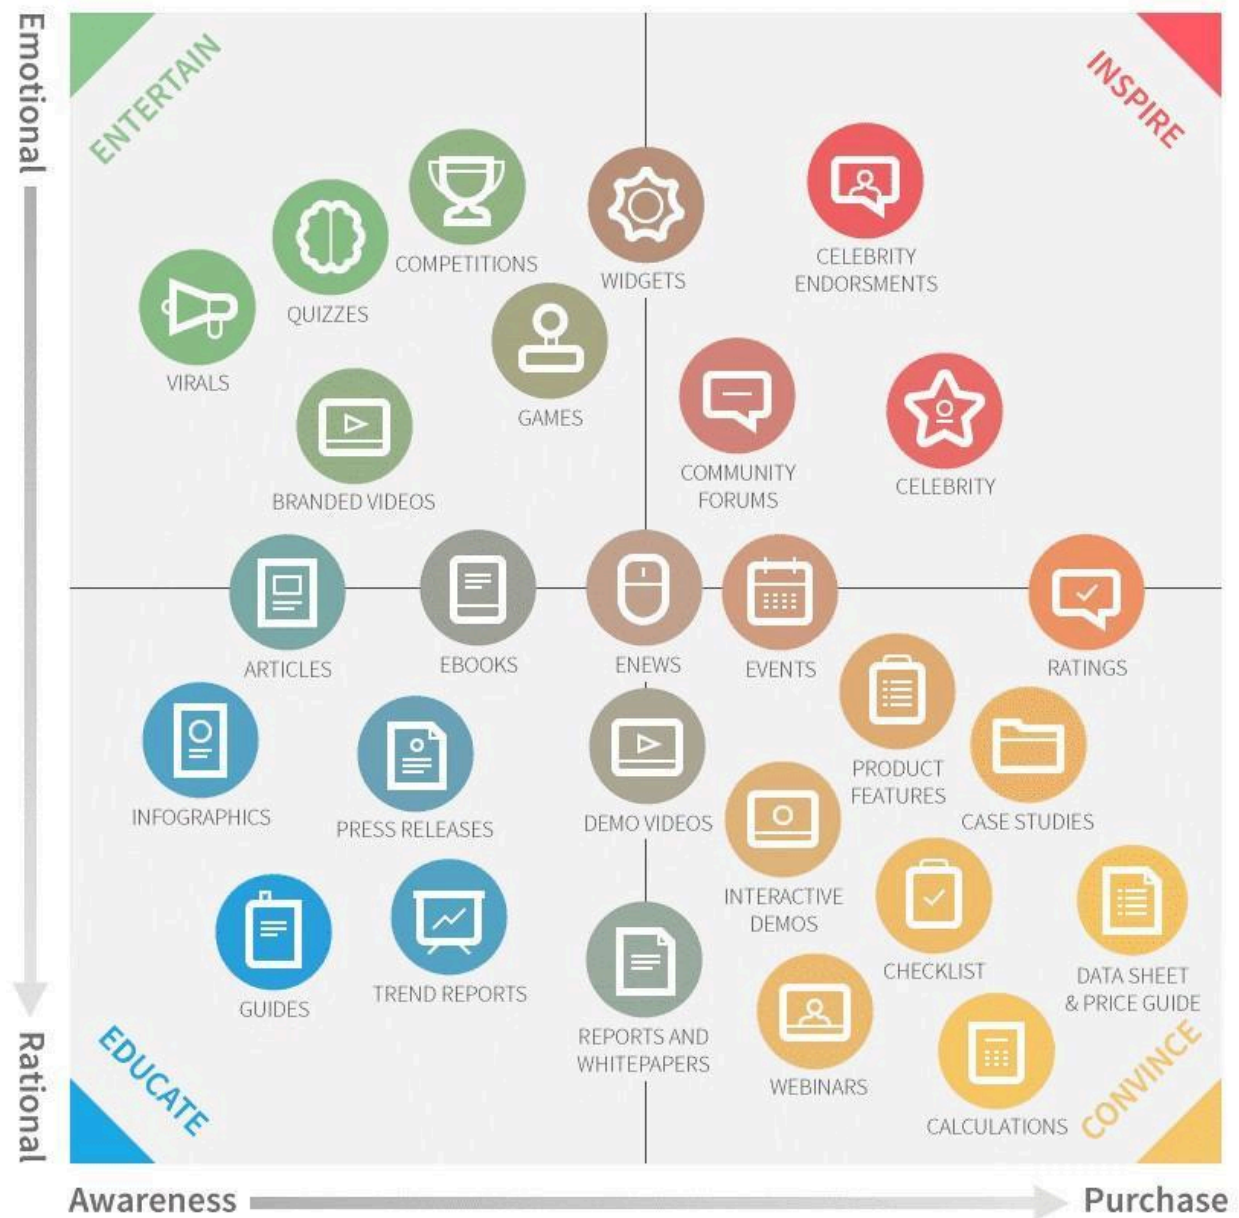 Emotional
ENTERTAIN
INSPIRE
COMPETITIONS
WIDGETS
CELEBRITY
ENDORSMENTS
QUIZZES
VIRALS
GAMES
BRANDED VIDEOS
COMMUNITY
FORUMS
CELEBRITY
ARTICLES
EBOOKS
ENEWS
EVENTS
RATINGS
INFOGRAPHICS
PRESS RELEASES
DEMO VIDEOS
PRODUCT
FEATURES
CASE STUDIES
INTERACTIVE
DEMOS
GUIDES
TREND REPORTS
REPORTS AND
WHITEPAPERS
CHECKLIST
DATA SHEET
& PRICE GUIDE
WEBINARS
CALCULATIONS
Rational
EDUCATE
CONVINCE
Awareness
Purchase